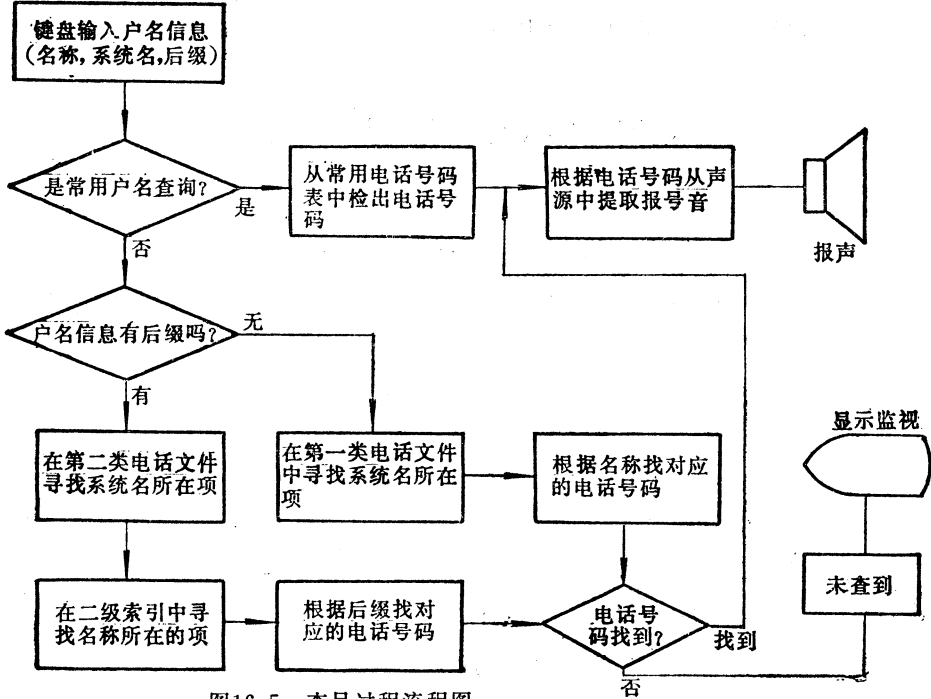 键盘输入户名信息
(名称,系统名,后缀)
是常用户名查询?
是
从常用电话号码
表中检出电话号
码
根据电话号码从声
源中提取报号音
报声
否
户名信息有后缀吗?
无
有
在第二类电话文件
寻找系统名所在项
在第一类电话文件
中寻找系统名所在
项
根据名称找对应
的电话号码
显示监视
未查到
在二级索引中寻
找名称所在的项
根据后缀找对
应的电话号码
电话号
码找到?
找到
否
图16.5 查号过程流程图